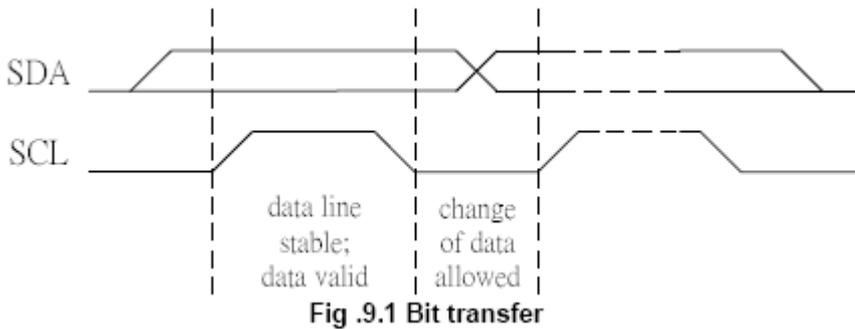 SDA
SCL
data line
stable;
data valid
change
of data
allowed
Fig .9.1 Bit transfer